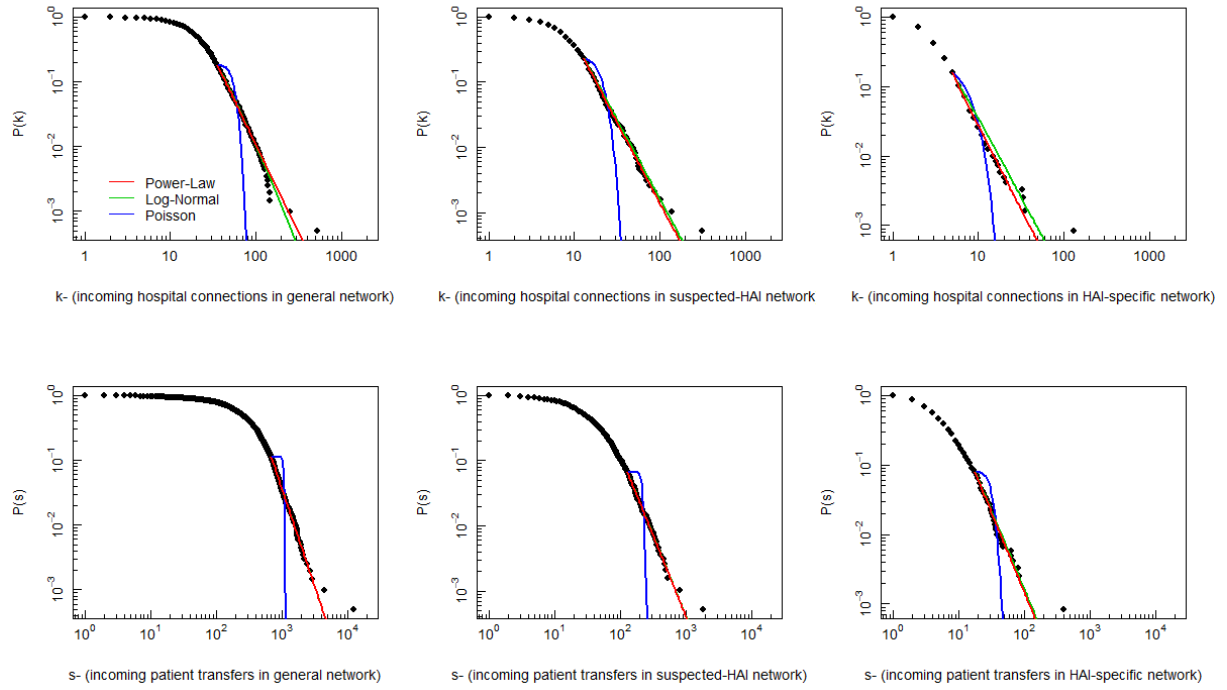 10^0
10^-1
10^-2
10^-3
P(k)
Power-Law
Log-Normal
Poisson
1 10 100 1000
k- (incoming hospital connections in general network)
10^0
10^-1
10^-2
10^-3
P(k)
1 10 100 1000
k- (incoming hospital connections in suspected-HAI network
10^0
10^-1
10^-2
10^-3
P(k)
1 10 100 1000
k- (incoming hospital connections in HAI-specific network)
10^0
10^-1
10^-2
10^-3
P(s)
10^0 10^1 10^2 10^3 10^4
s- (incoming patient transfers in general network)
10^0
10^-1
10^-2
10^-3
P(s)
10^0 10^1 10^2 10^3 10^4
s- (incoming patient transfers in suspected-HAI network)
10^0
10^-1
10^-2
10^-3
P(s)
10^0 10^1 10^2 10^3 10^4
s- (incoming patient transfers in HAI-specific network)